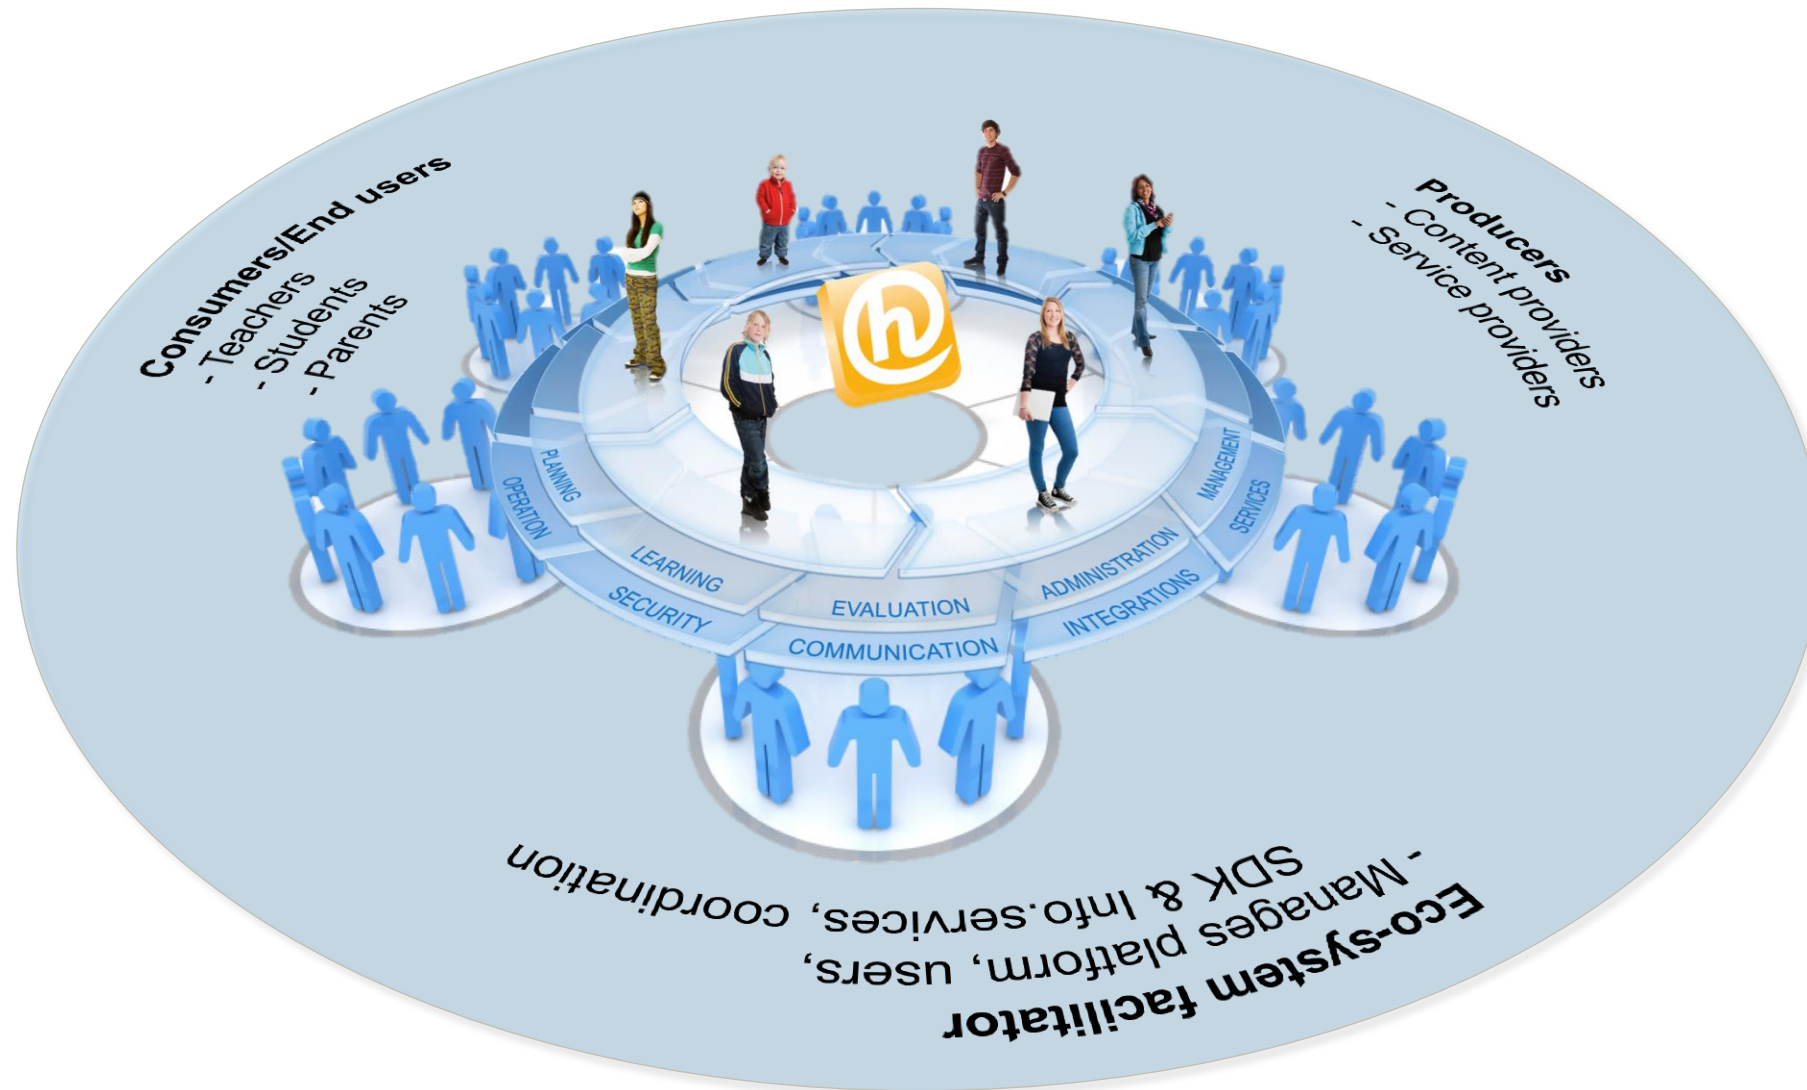 Consumers/End users
- Teachers
- Students
- Parents
Producers
- Content providers
- Service providers
h
PLANNING
OPERATION
LEARNING
SECURITY
EVALUATION
COMMUNICATION
ADMINISTRATION
INTEGRATIONS
MANAGEMENT
SERVICES
Eco-system facilitator
- Manages platform, users,
SDK & Info.services, coordination